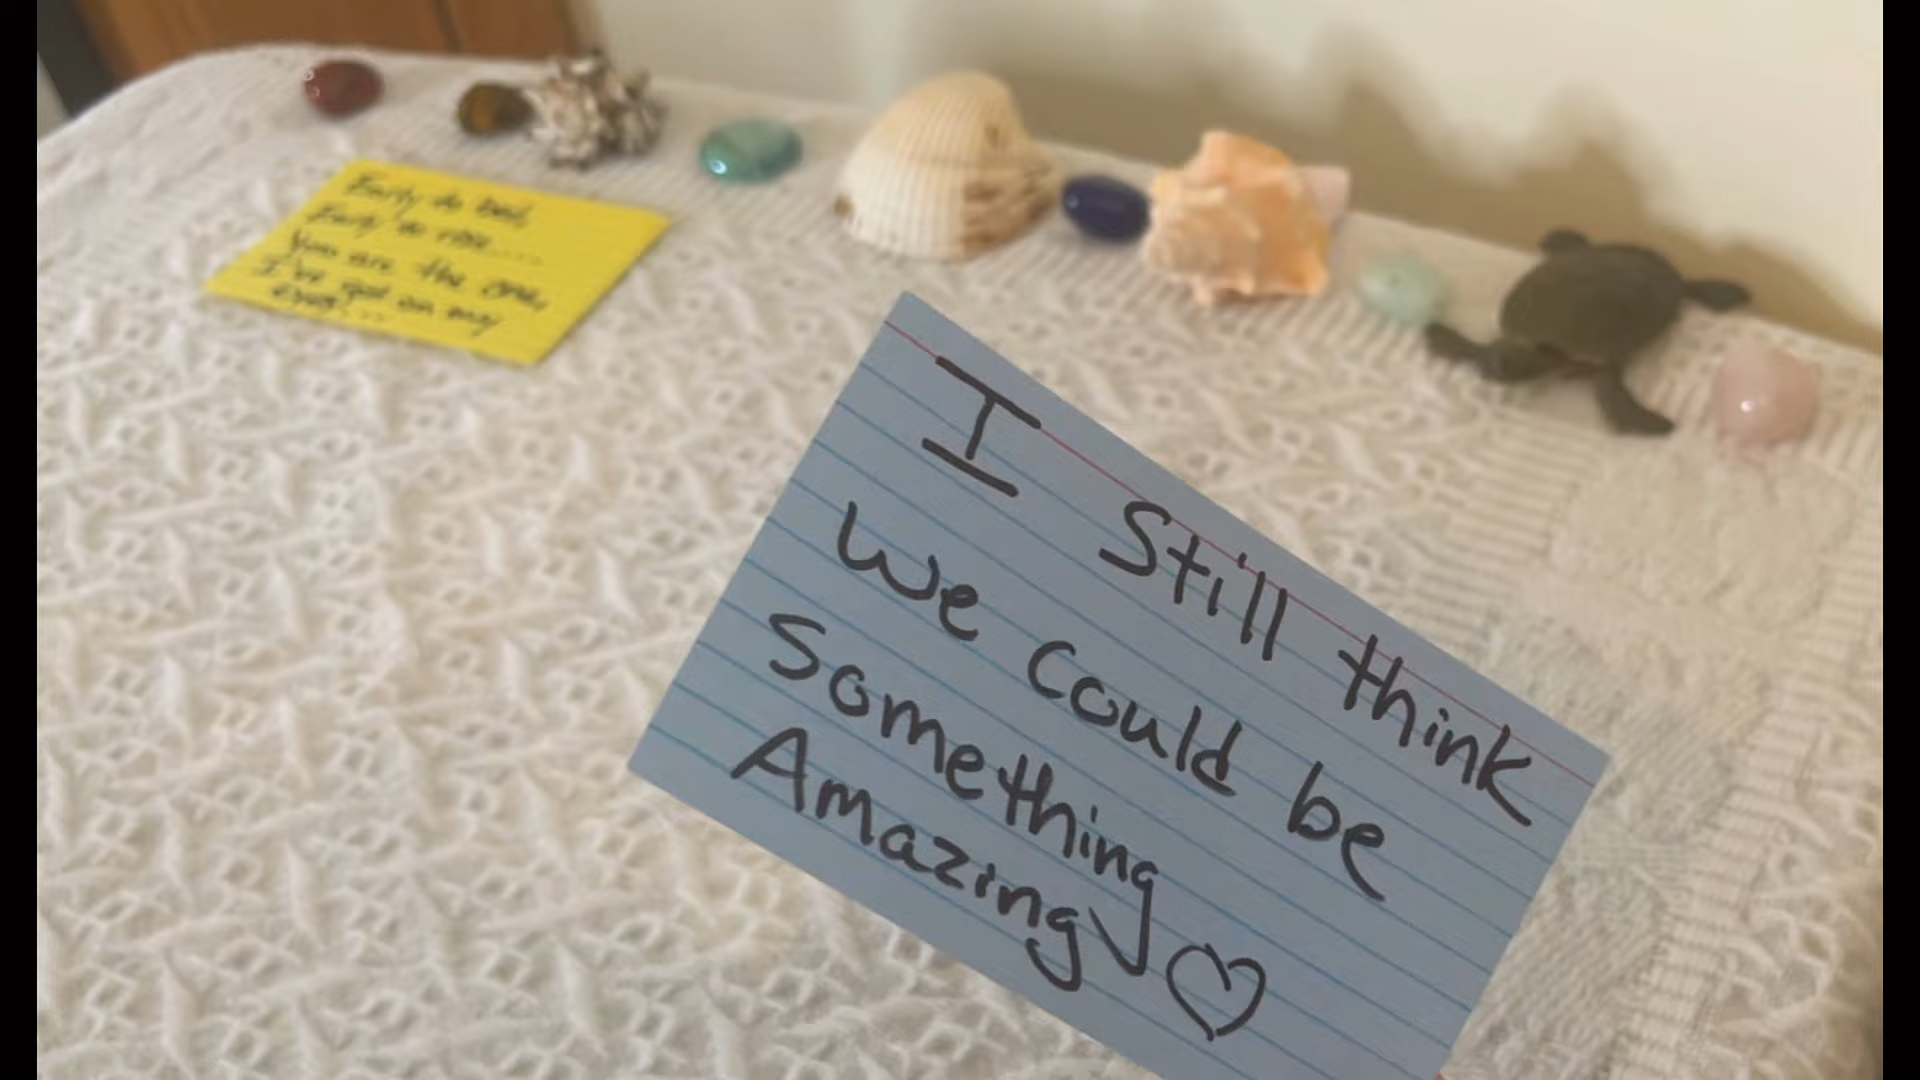 Early to bed,
Early to rise.....
You are the one,
I've got on my
eyes!...
I Still think
we could be
something
Amazing ♡